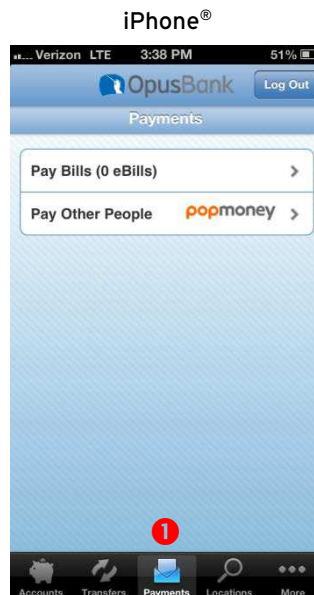 iPhone®
Verizon LTE 3:38 PM 51%
OpusBank Log Out
Payments
Pay Bills (0 eBills)
Pay Other People popmoney
1
Accounts Transfers Payments Locations More